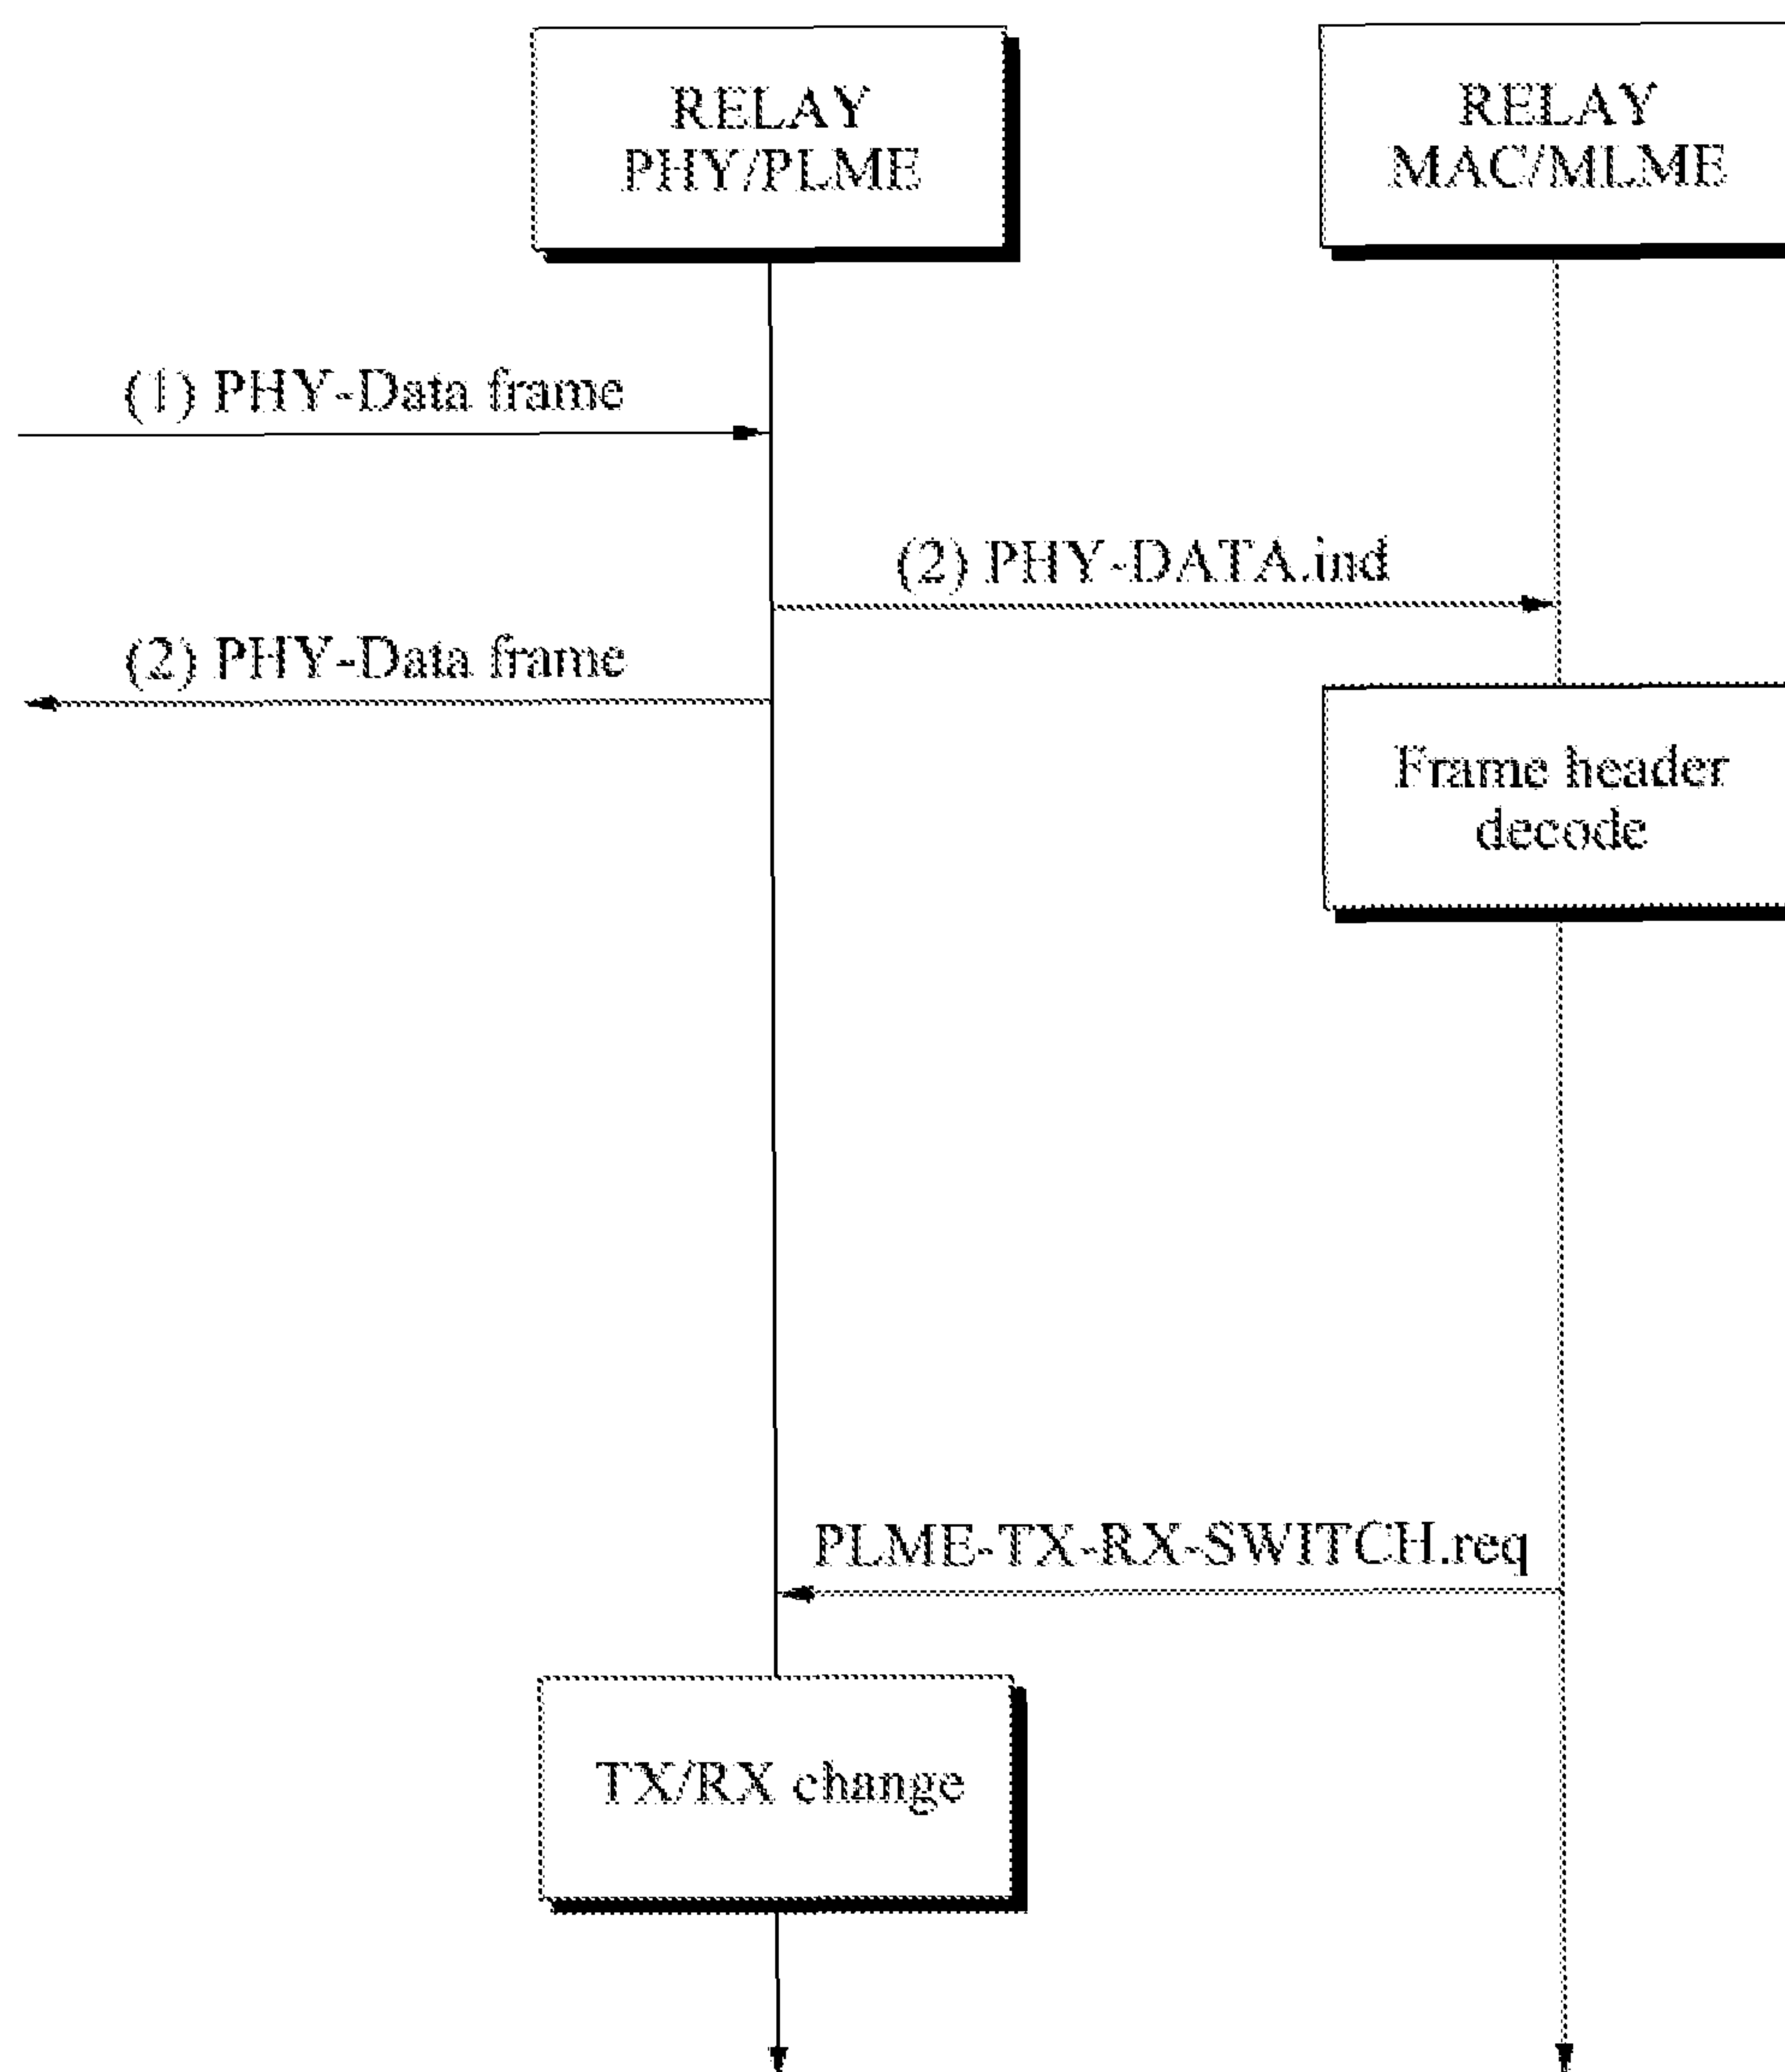 RELAY
PHY/PLME
RELAY
MAC/MLME
(1) PHY-Data frame
(2) PHY-DATA.ind
(2) PHY-Data frame
Frame header
decode
PLME-TX-RX-SWITCH.req
TX/RX change